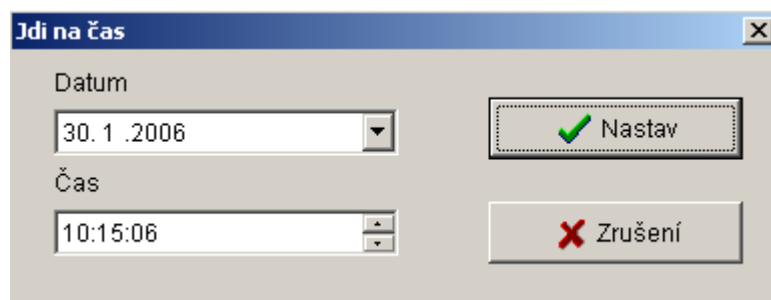 Jdi na čas
Datum
30. 1 .2006
Nastav
Čas
10:15:06
Zrušení